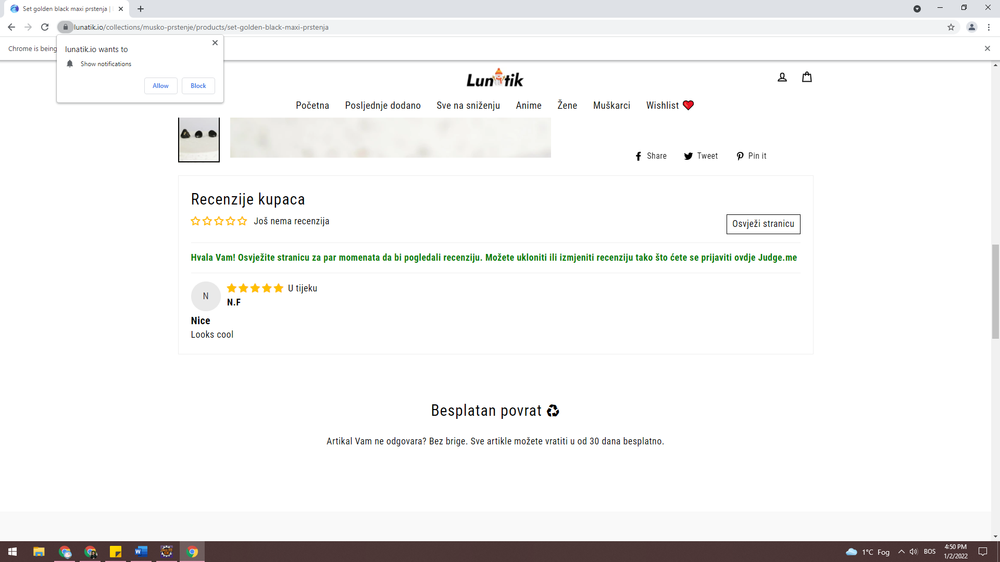 Set golden black maxi prstenja |
lunatik.io/collections/musko-prstenje/products/set-golden-black-maxi-prstenja
Chrome is being
lunatik.io wants to
Show notifications
Allow
Block
Lunatik
Početna
Posljednje dodano
Sve na sniženju
Anime
Žene
Muškarci
Wishlist ❤️
Share
Tweet
Pin it
Recenzije kupaca
Još nema recenzija
Osvježi stranicu
Hvala Vam! Osvježite stranicu za par momenata da bi pogledali recenziju. Možete ukloniti ili izmjeniti recenziju tako što ćete se prijaviti ovdje Judge.me
N
U tijeku
N.F
Nice
Looks cool
Besplatan povrat ♻
Artikal Vam ne odgovara? Bez brige. Sve artikle možete vratiti u od 30 dana besplatno.
1°C Fog
BOS
4:50 PM
1/2/2022